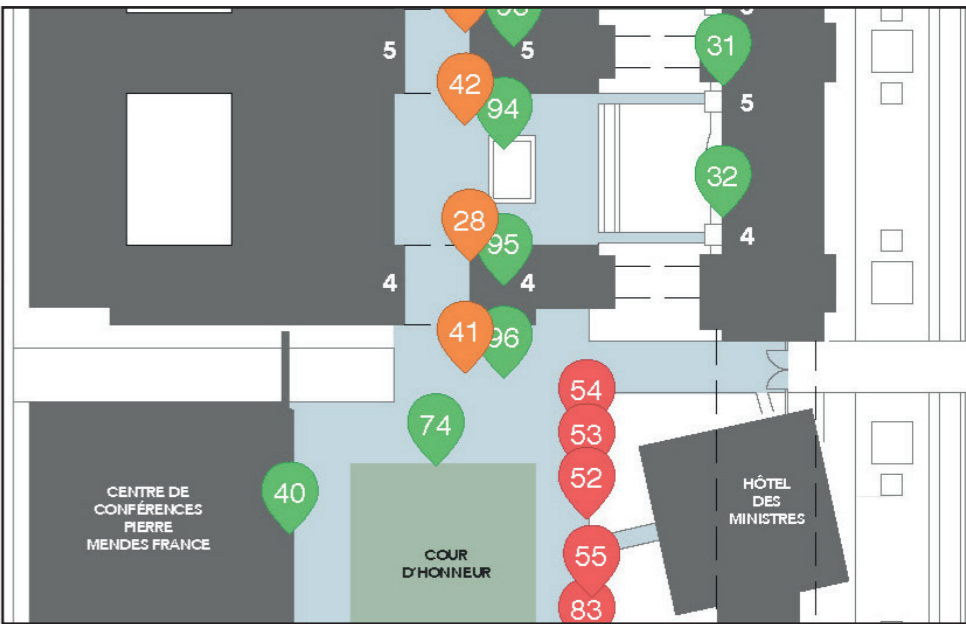 31
5
5
42
94
5
32
28
95
4
4
4
41
96
54
74
53
52
40
CENTRE DE
CONFÉRENCES
PIERRE
MENDES FRANCE
HÔTEL
DES
MINISTRES
COUR
D'HONNEUR
55
83